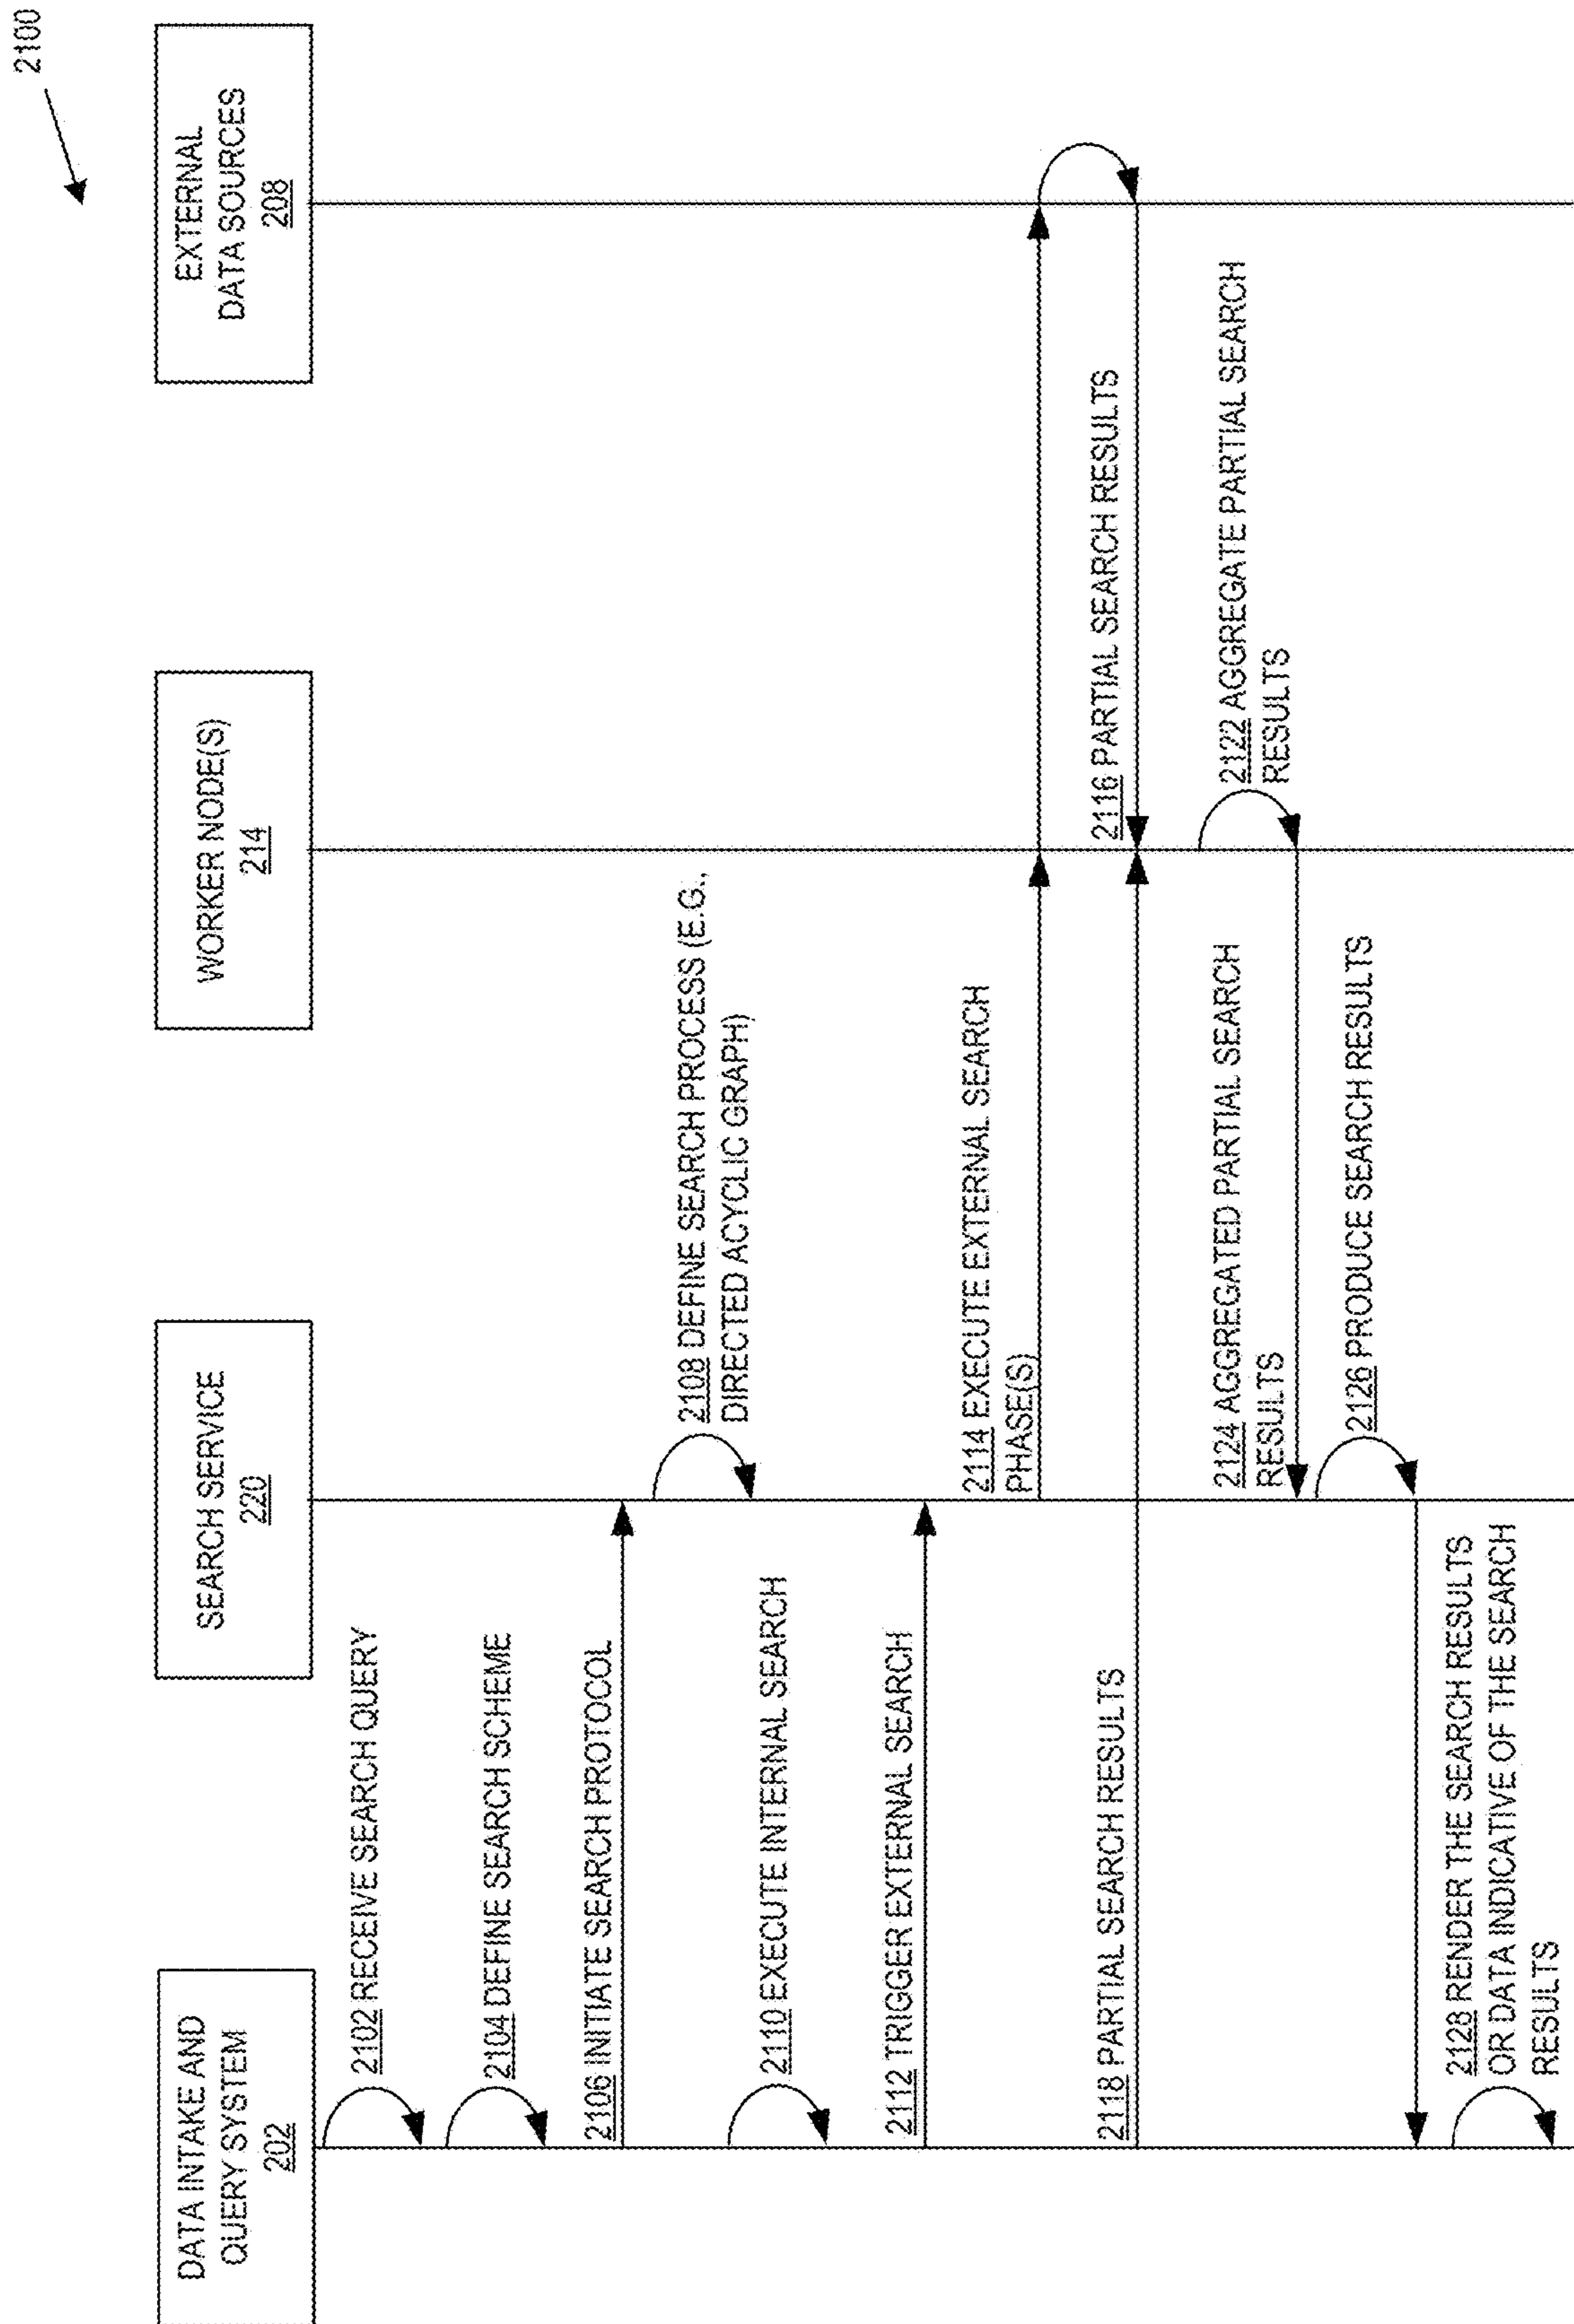 2100
DATA INTAKE AND
QUERY SYSTEM
202
SEARCH SERVICE
220
WORKER NODE(S)
214
EXTERNAL
DATA SOURCES
208
2102 RECEIVE SEARCH QUERY
2104 DEFINE SEARCH SCHEME
2106 INITIATE SEARCH PROTOCOL
2108 DEFINE SEARCH PROCESS (E.G.,
DIRECTED ACYCLIC GRAPH)
2110 EXECUTE INTERNAL SEARCH
2112 TRIGGER EXTERNAL SEARCH
2114 EXECUTE EXTERNAL SEARCH
PHASE(S)
2116 PARTIAL SEARCH RESULTS
2118 PARTIAL SEARCH RESULTS
2122 AGGREGATE PARTIAL SEARCH
RESULTS
2124 AGGREGATED PARTIAL SEARCH
RESULTS
2126 PRODUCE SEARCH RESULTS
2128 RENDER THE SEARCH RESULTS
OR DATA INDICATIVE OF THE SEARCH
RESULTS